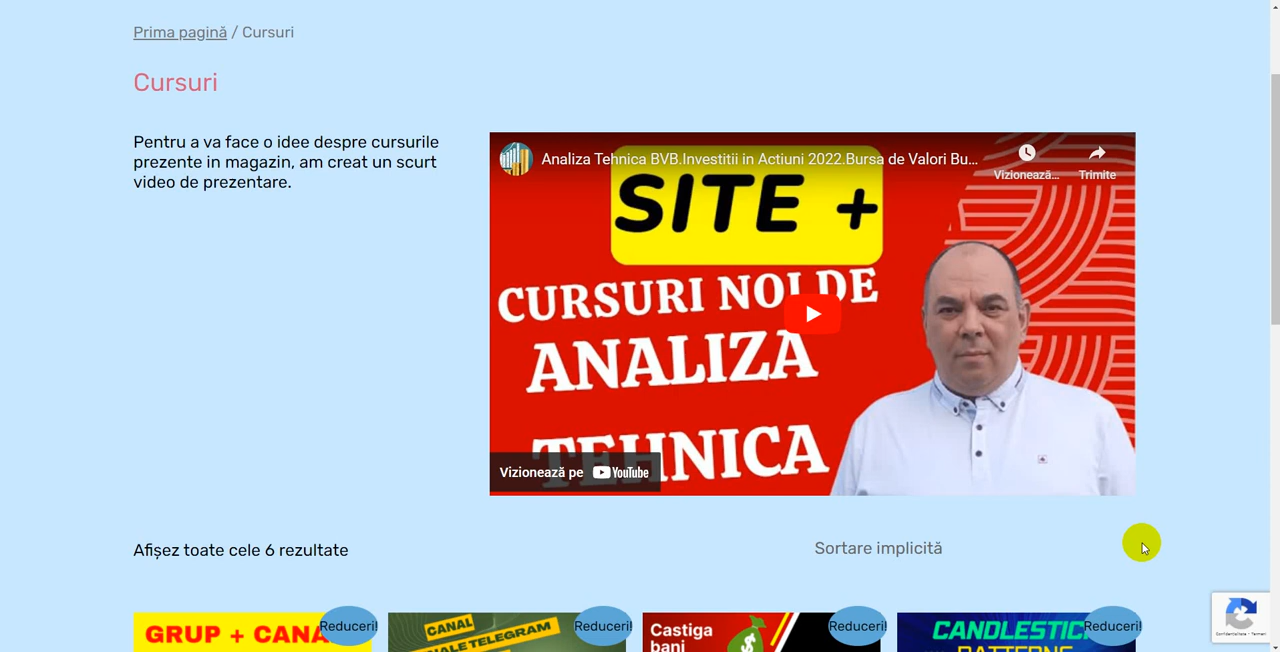 Prima pagină / Cursuri
Cursuri
Pentru a va face o idee despre cursurile
prezente in magazin, am creat un scurt
video de prezentare.
Analiza Tehnica BVB.Investitii in Actiuni 2022.Bursa de Valori Bu...
Vizionează...
Trimite
SITE +
CURSURI NOI DE
ANALIZA
TEHNICA
Vizionează pe YouTube
Afișez toate cele 6 rezultate
Sortare implicită
Reduceri!
Reduceri!
Reduceri!
Reduceri!
GRUP + CANA
CANAL
TELEGRAM
Castiga
bani
CANDLESTIC
PATTERNS